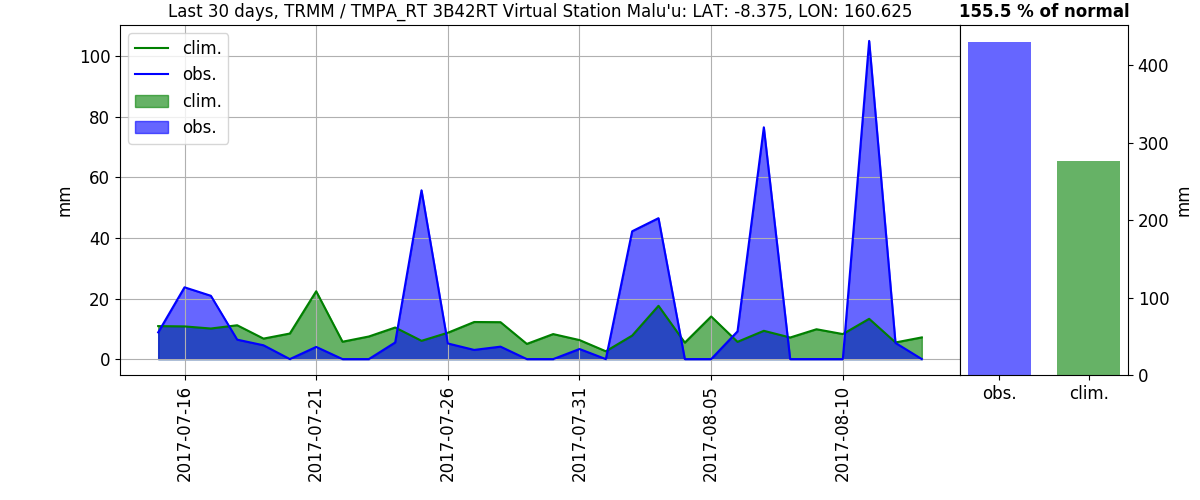 Last 30 days, TRMM / TMPA_RT 3B42RT Virtual Station Malu'u: LAT: -8.375, LON: 160.625
155.5 % of normal
clim.
obs.
clim.
obs.
mm
100
80
60
40
20
0
2017-07-16
2017-07-21
2017-07-26
2017-07-31
2017-08-05
2017-08-10
400
300
200
100
0
mm
obs.
clim.